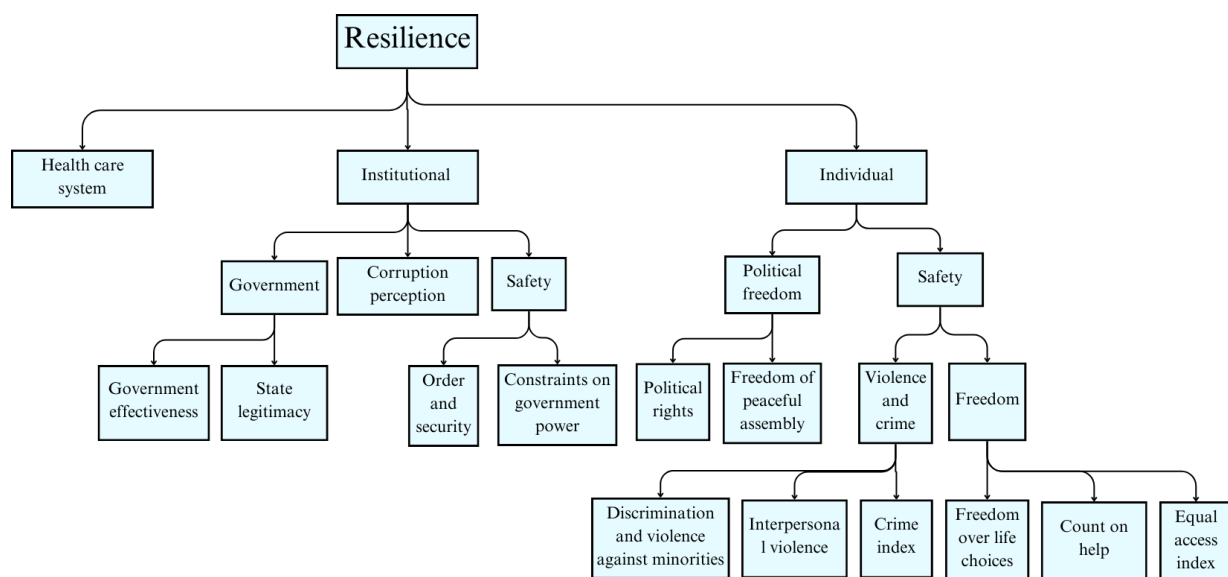 Resilience
Health care
system
Institutional
Individual
Government
Corruption
perception
Safety
Political
freedom
Safety
Government
effectiveness
State
legitimacy
Order
and
security
Constraints on
government
power
Political
rights
Freedom of
peaceful
assembly
Violence
and
crime
Freedom
Discrimination
and violence
against minorities
Interpersona
l violence
Crime
index
Freedom
over life
choices
Count on
help
Equal
access
index